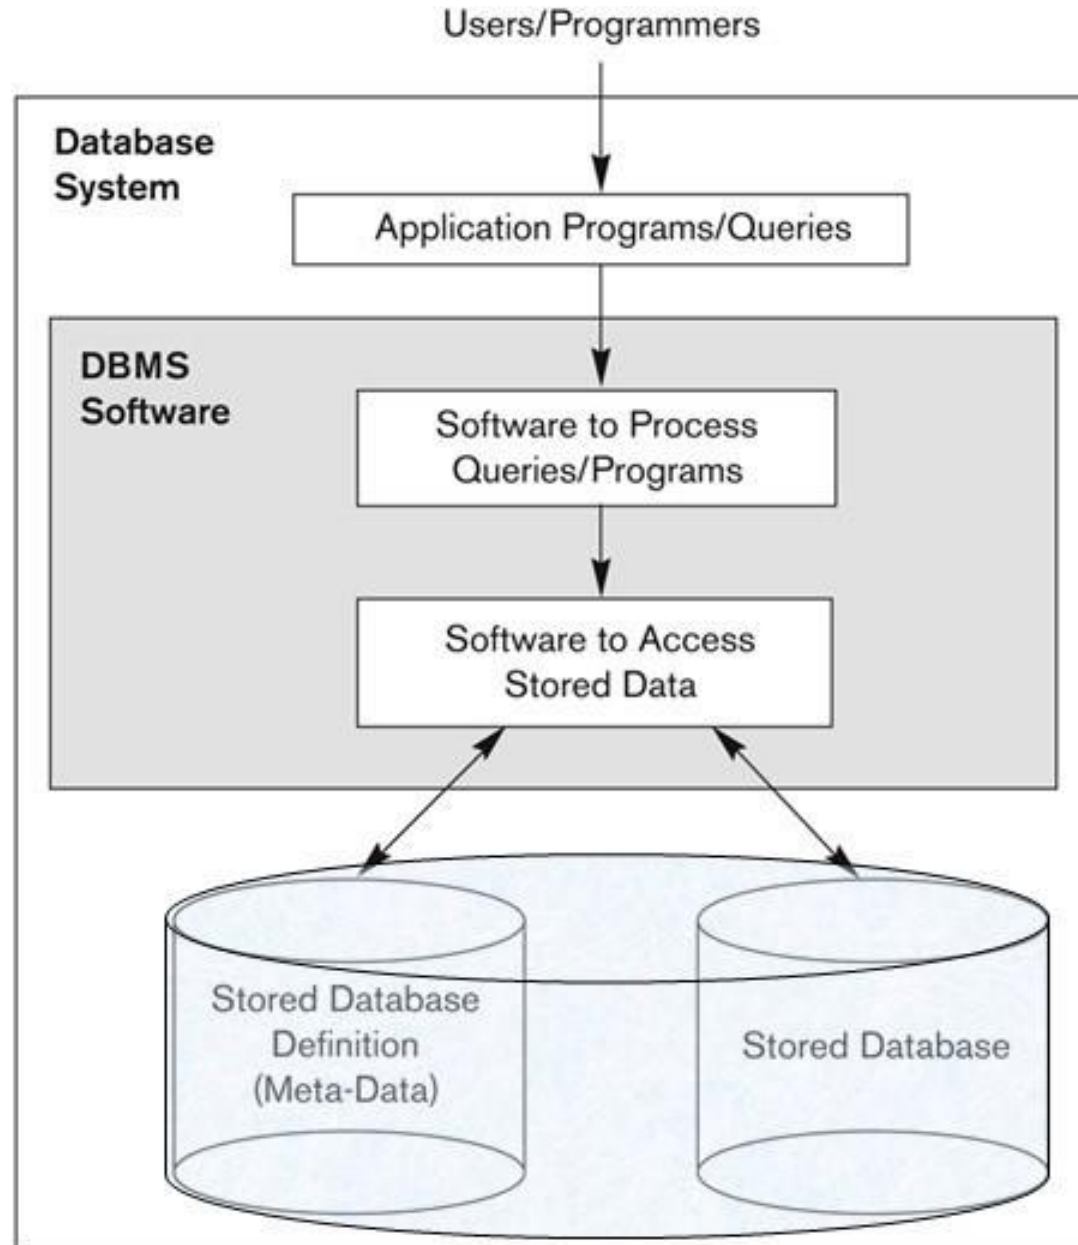 Users/Programmers
Database
System
Application Programs/Queries
DBMS
Software
Software to Process
Queries/Programs
Software to Access
Stored Data
Stored Database
Definition
(Meta-Data)
Stored Database